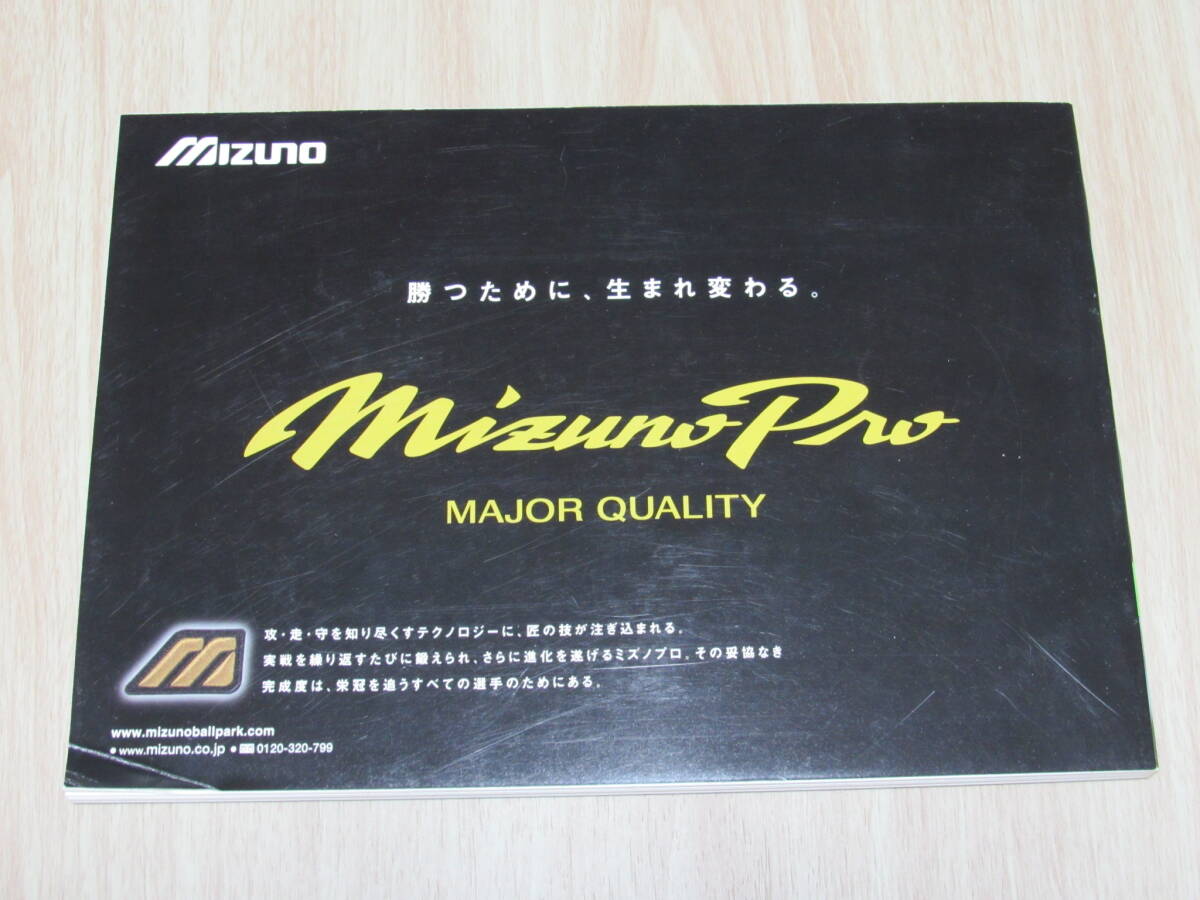 MIZUNO
勝つために、生まれ変わる。
Mizuno Pro
MAJOR QUALITY
攻・走・守を知り尽くすテクノロジーに、匠の技が注ぎ込まれる。
実戦を繰り返すたびに鍛えられ、さらに進化を遂げるミズノプロ。その妥協なき
完成度は、栄冠を追うすべての選手のためにある。
www.mizunoballpark.com
●www.mizuno.co.jp ● 0120-320-799